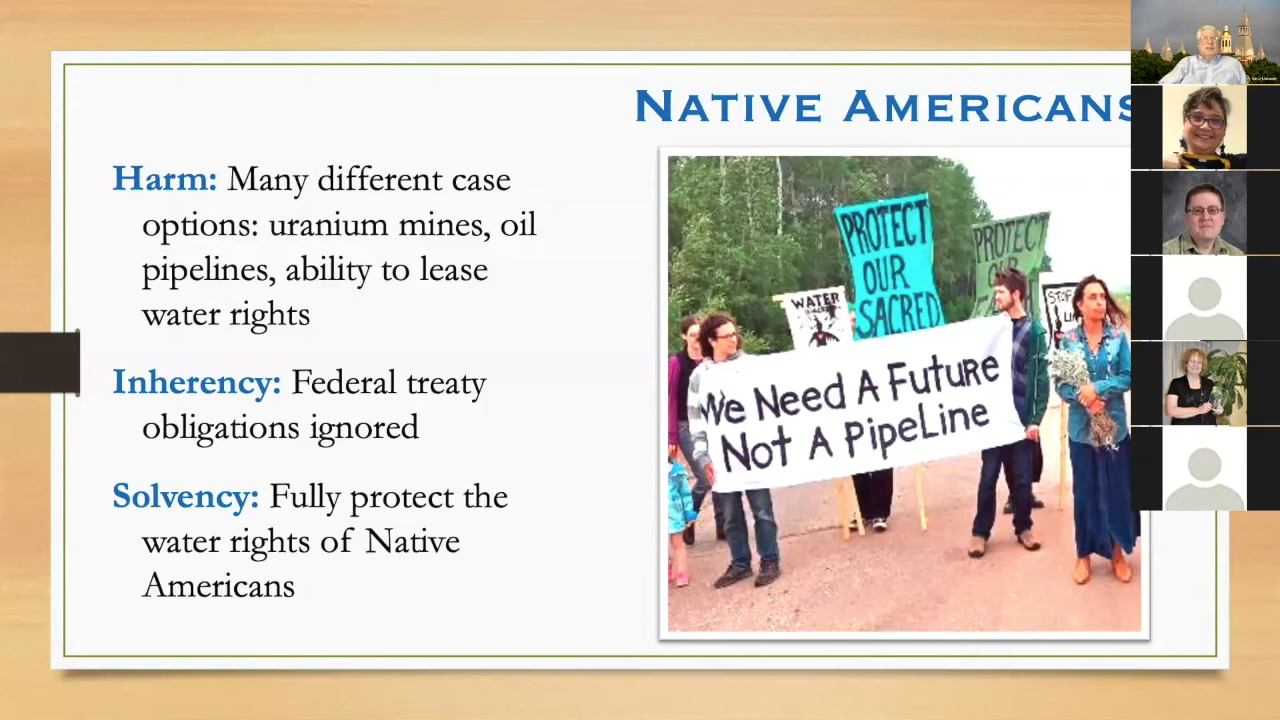 Native Americans
Harm: Many different case
options: uranium mines, oil
pipelines, ability to lease
water rights
Inherency: Federal treaty
obligations ignored
Solvency: Fully protect the
water rights of Native
Americans
PROTECT
OUR
SACRED
PROTECT
OUR
WATER
STOP
We Need A Future
Not A Pipeline